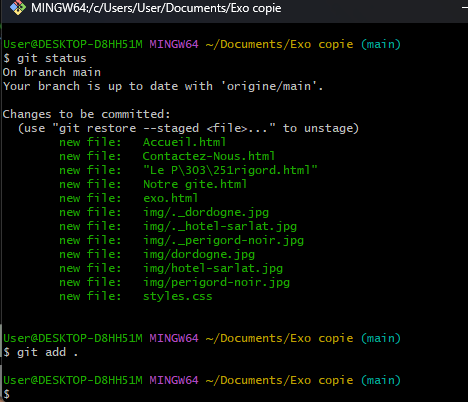 MINGW64:/c/Users/User/Documents/Exo copie
User@DESKTOP-D8HH51M MINGW64 ~/Documents/Exo copie (main)
$ git status
On branch main
Your branch is up to date with 'origine/main'.
Changes to be committed:
(use "git restore --staged <file>..." to unstage)
new file: Accueil.html
new file: Contactez-Nous.html
new file: "Le P\303\251rigord.html"
new file: Notre gite.html
new file: exo.html
new file: img/._dordogne.jpg
new file: img/._hotel-sarlat.jpg
new file: img/._perigord-noir.jpg
new file: img/dordogne.jpg
new file: img/hotel-sarlat.jpg
new file: img/perigord-noir.jpg
new file: styles.css
User@DESKTOP-D8HH51M MINGW64 ~/Documents/Exo copie (main)
$ git add .
User@DESKTOP-D8HH51M MINGW64 ~/Documents/Exo copie (main)
$